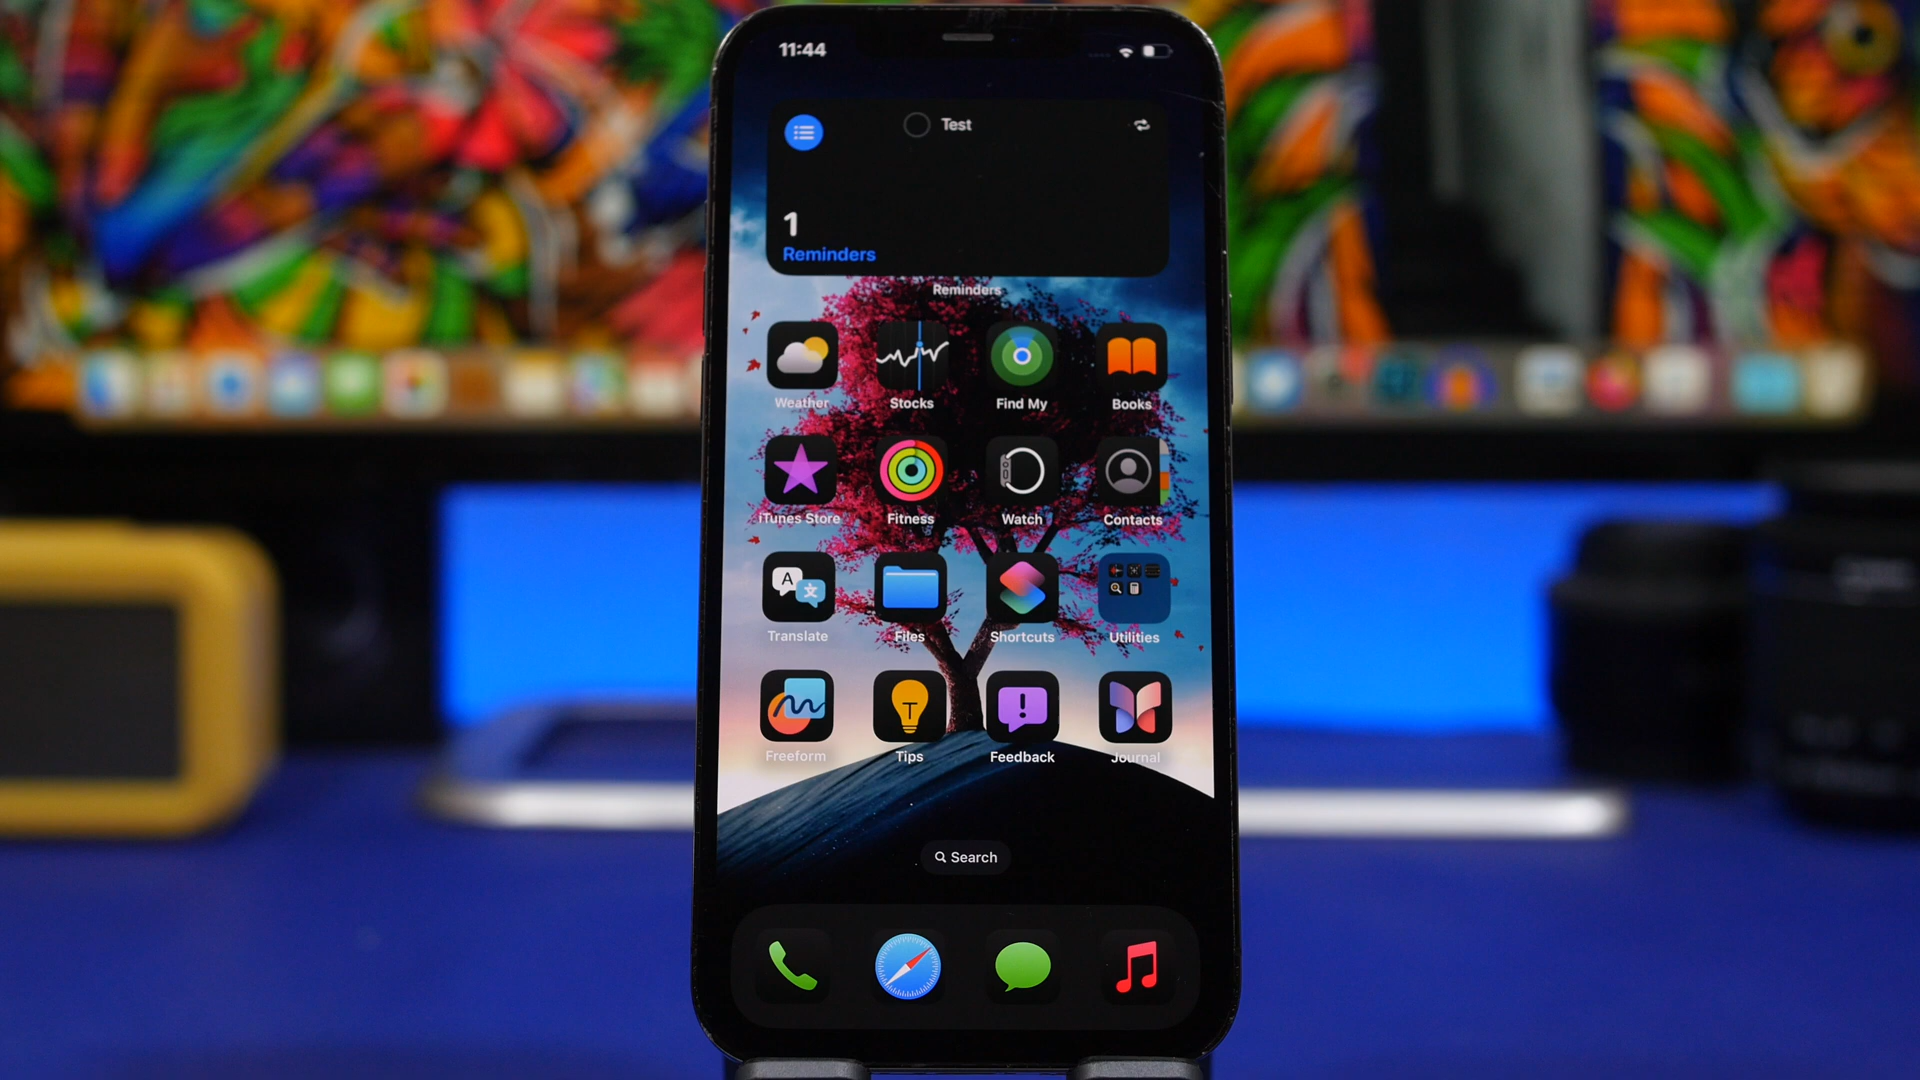 11:44
Test
1
Reminders
Reminders
Weather Stocks Find My Books
iTunes Store Fitness Watch Contacts
A 文
Translate Files Shortcuts Utilities
T
Freeform Tips Feedback Journal
Search